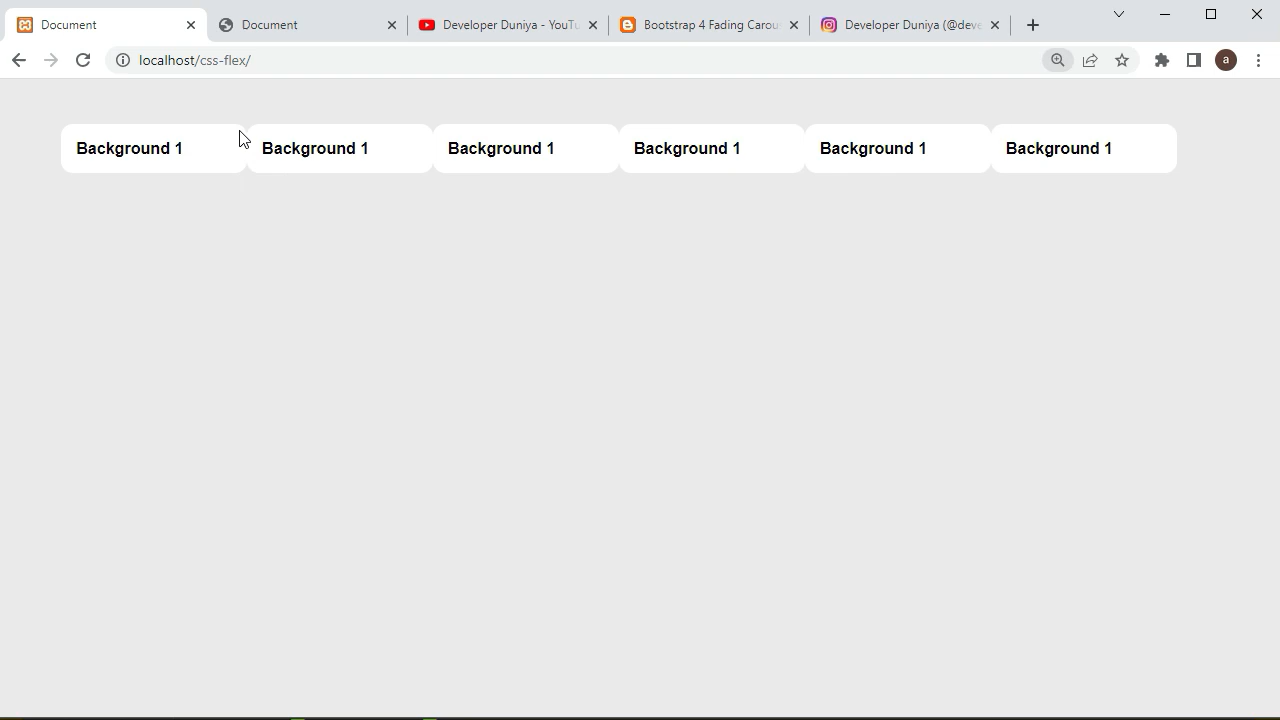 Document
Document
Developer Duniya - YouTu
Bootstrap 4 Fading Carou
Developer Duniya (@deve
localhost/css-flex/
a
Background 1 Background 1 Background 1 Background 1 Background 1 Background 1